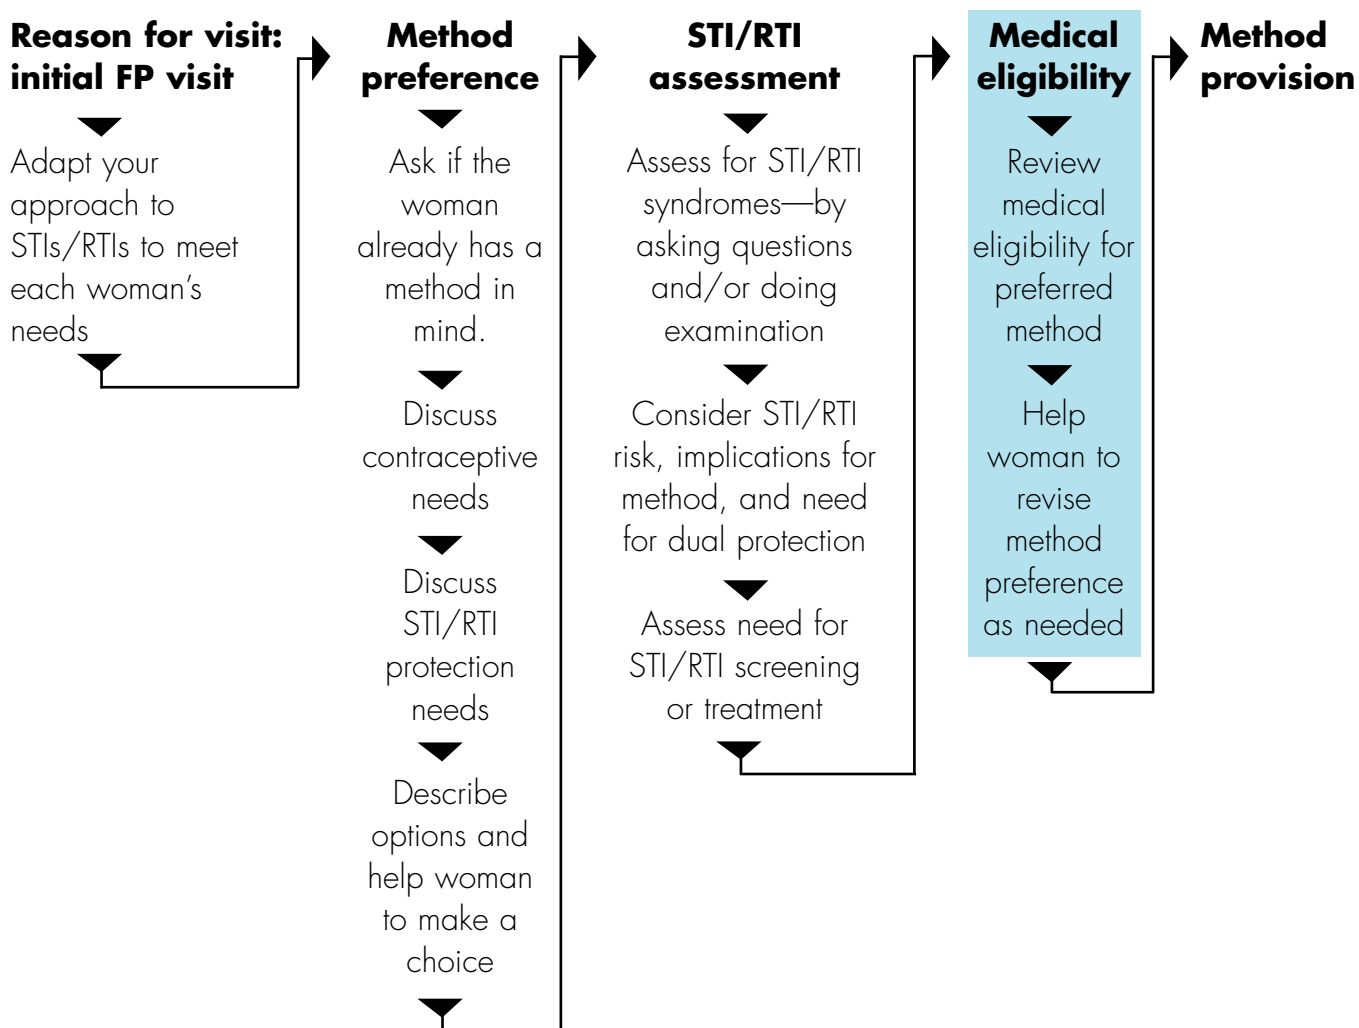 Reason for visit:
initial FP visit
Adapt your
approach to
STIs/RTIs to meet
each woman's
needs
Method
preference
Ask if the
woman
already has a
method in
mind.
Discuss
contraceptive
needs
Discuss
STI/RTI
protection
needs
Describe
options and
help woman
to make a
choice
STI/RTI
assessment
Assess for STI/RTI
syndromes—by
asking questions
and/or doing
examination
Consider STI/RTI
risk, implications for
method, and need
for dual protection
Assess need for
STI/RTI screening
or treatment
Medical
eligibility
Review
medical
eligibility for
preferred
method
Help
woman to
revise
method
preference
as needed
Method
provision